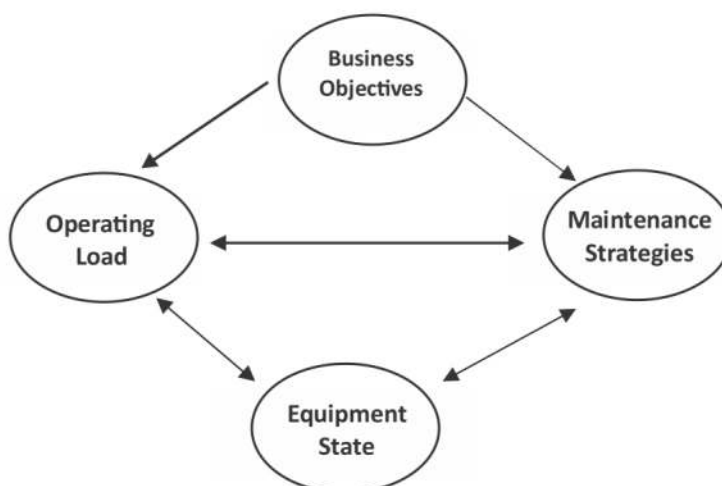 Business
Objectives
Operating
Load
Maintenance
Strategies
Equipment
State